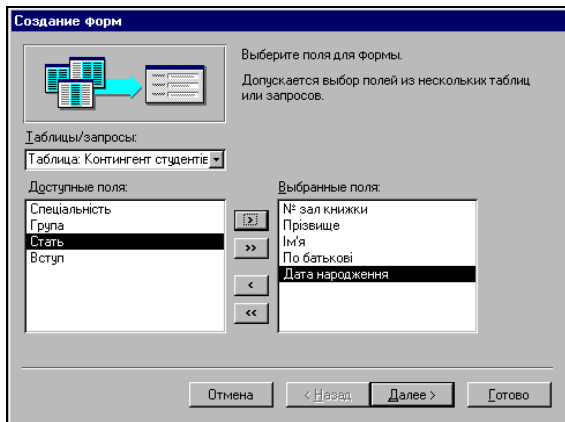 Создание форм
Выберите поля для формы.
Допускается выбор полей из нескольких таблиц
или запросов.
Таблицы/запросы:
Таблица: Контингент студентів
Доступные поля:
Выбранные поля:
Спеціальність
Група
Стать
Вступ
>
>>
<
<<
№ зал книжки
Прізвище
Ім'я
По батькові
Дата народження
Отмена
< Назад
Далее >
Готово